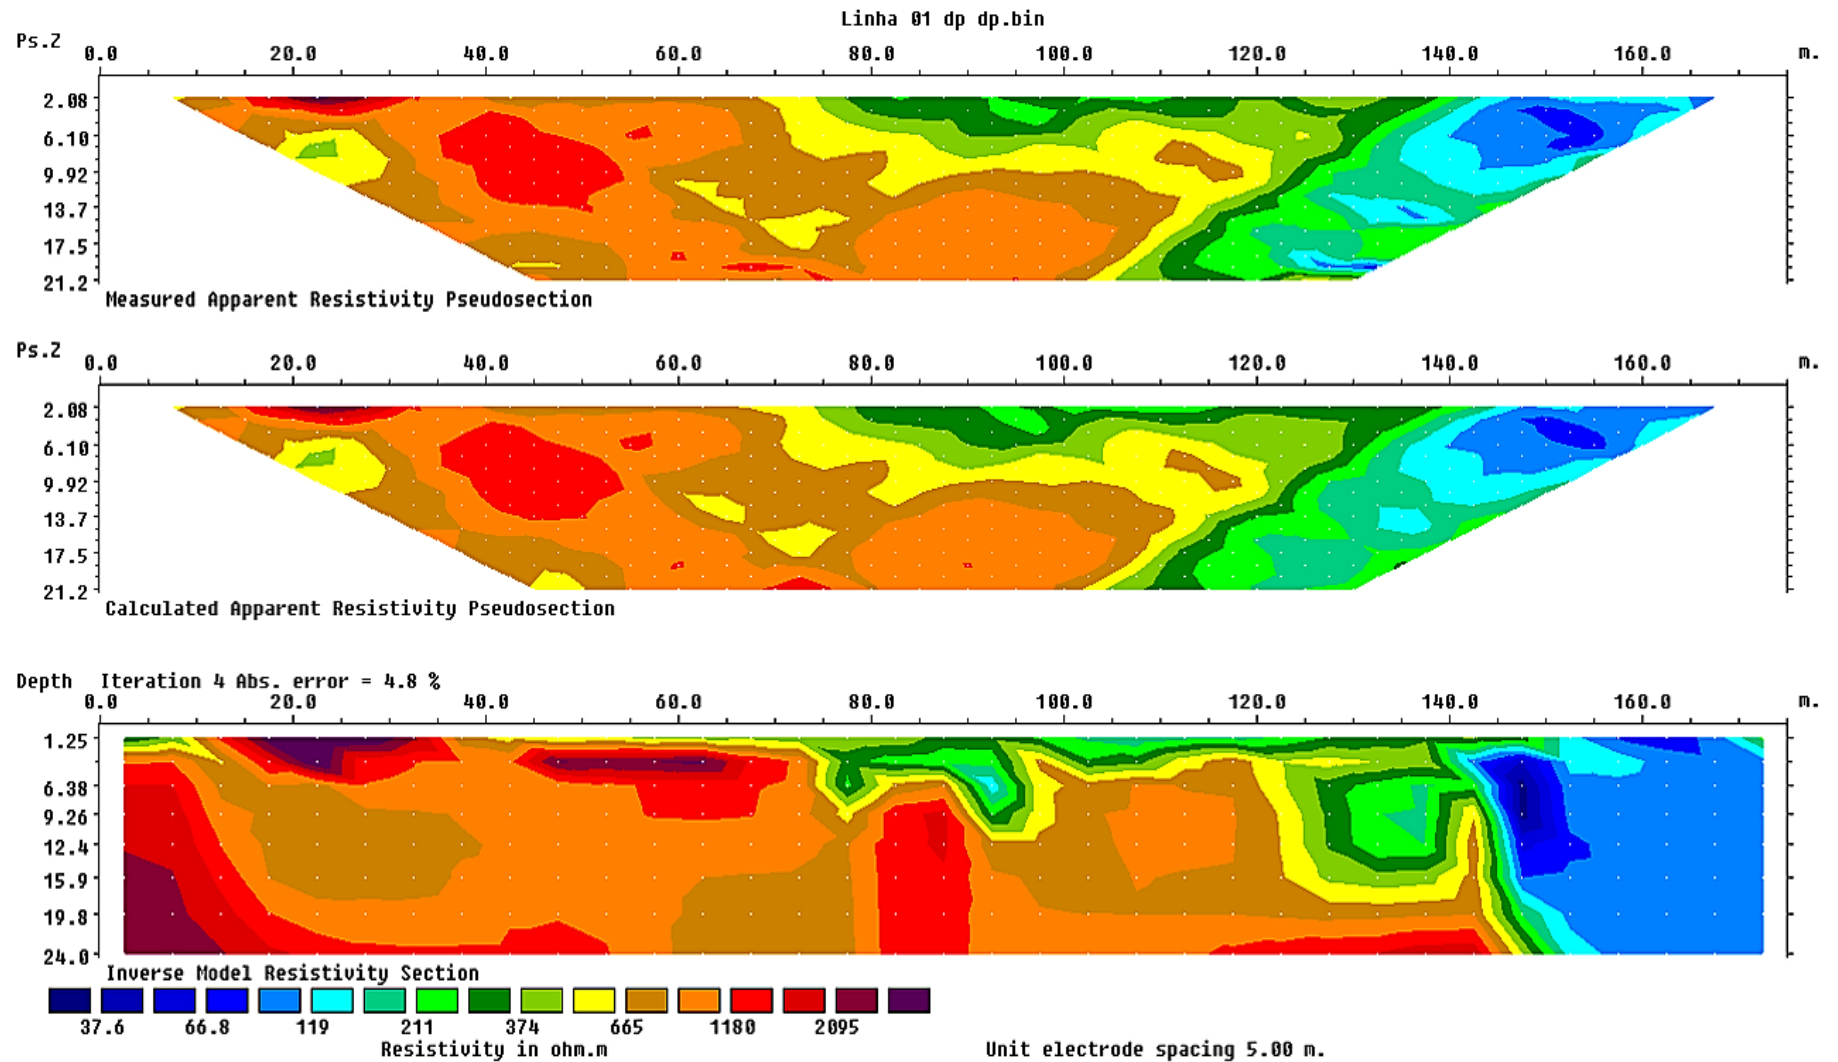 Linha 01 dp dp.bin
Ps.Z 0.0 20.0 40.0 60.0 80.0 100.0 120.0 140.0 160.0 m.
2.08
6.10
9.92
13.7
17.5
21.2
Measured Apparent Resistivity Pseudosection
Ps.Z 0.0 20.0 40.0 60.0 80.0 100.0 120.0 140.0 160.0 m.
2.08
6.10
9.92
13.7
17.5
21.2
Calculated Apparent Resistivity Pseudosection
Depth Iteration 4 Abs. error = 4.8 %
0.0 20.0 40.0 60.0 80.0 100.0 120.0 140.0 160.0 m.
1.25
6.38
9.26
12.4
15.9
19.8
24.0
Inverse Model Resistivity Section
37.6 66.8 119 211 374 665 1180 2095
Resistivity in ohm.m Unit electrode spacing 5.00 m.